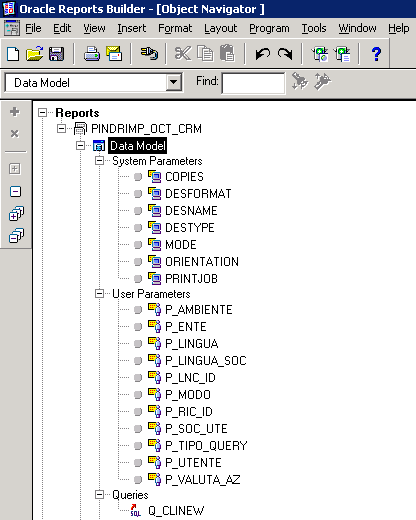 Oracle Reports Builder - [Object Navigator ]
File Edit View Insert Format Layout Program Tools Window Help
Data Model Find:
Reports
PINDRIMP_OCT_CRM
Data Model
System Parameters
COPIES
DESFORMAT
DESNAME
DESTYPE
MODE
ORIENTATION
PRINTJOB
User Parameters
P_AMBIENTE
P_ENTE
P_LINGUA
P_LINGUA_SOC
P_LNC_ID
P_MODO
P_RIC_ID
P_SOC_UTE
P_TIPO_QUERY
P_UTENTE
P_VALUTA_AZ
Queries
SQL Q_CLINEW